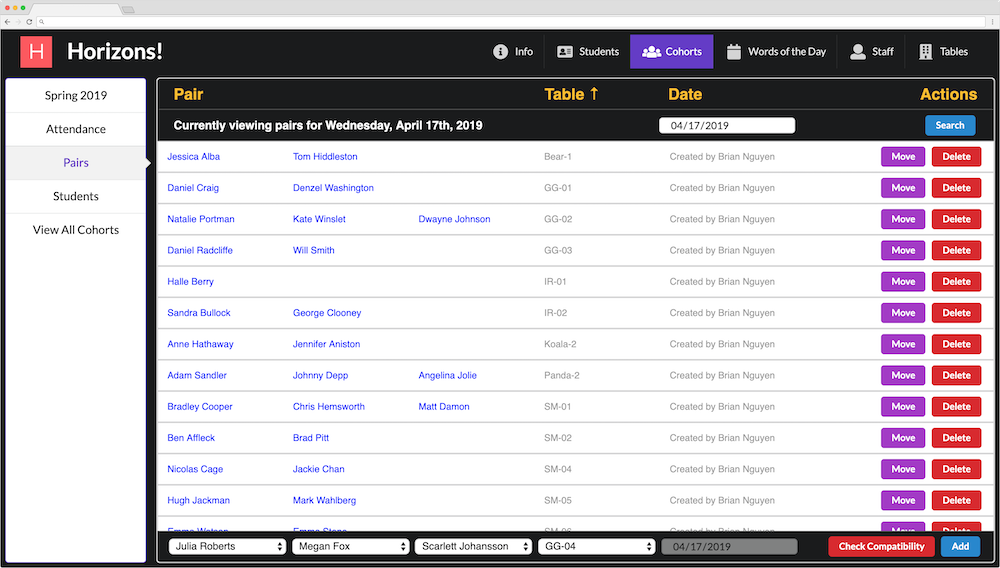 H Horizons! Info Students Cohorts Words of the Day Staff Tables
Spring 2019
Attendance
Pairs
Students
View All Cohorts
Pair Table ↑ Date Actions
Currently viewing pairs for Wednesday, April 17th, 2019 04/17/2019 Search
Jessica Alba Tom Hiddleston Bear-1 Created by Brian Nguyen Move Delete
Daniel Craig Denzel Washington GG-01 Created by Brian Nguyen Move Delete
Natalie Portman Kate Winslet Dwayne Johnson GG-02 Created by Brian Nguyen Move Delete
Daniel Radcliffe Will Smith GG-03 Created by Brian Nguyen Move Delete
Halle Berry IR-01 Created by Brian Nguyen Move Delete
Sandra Bullock George Clooney IR-02 Created by Brian Nguyen Move Delete
Anne Hathaway Jennifer Aniston Koala-2 Created by Brian Nguyen Move Delete
Adam Sandler Johnny Depp Angelina Jolie Panda-2 Created by Brian Nguyen Move Delete
Bradley Cooper Chris Hemsworth Matt Damon SM-01 Created by Brian Nguyen Move Delete
Ben Affleck Brad Pitt SM-02 Created by Brian Nguyen Move Delete
Nicolas Cage Jackie Chan SM-04 Created by Brian Nguyen Move Delete
Hugh Jackman Mark Wahlberg SM-05 Created by Brian Nguyen Move Delete
Emma Watson Emma Stone SM-06 Created by Brian Nguyen Move Delete
Julia Roberts Megan Fox Scarlett Johansson GG-04 04/17/2019 Check Compatibility Add